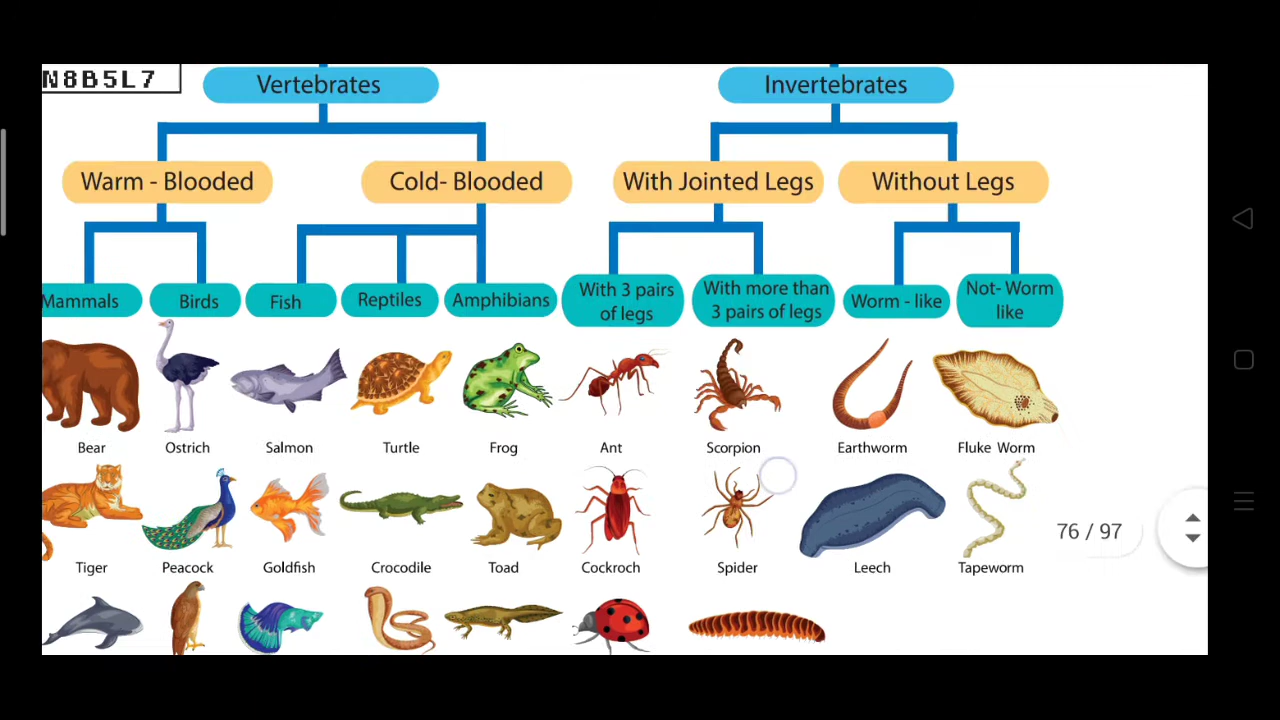 N8B5L7
Vertebrates
Invertebrates
Warm - Blooded
Cold- Blooded
With Jointed Legs
Without Legs
Mammals
Birds
Fish
Reptiles
Amphibians
With 3 pairs
of legs
With more than
3 pairs of legs
Worm - like
Not- Worm
like
Bear
Ostrich
Salmon
Turtle
Frog
Ant
Scorpion
Earthworm
Fluke Worm
Tiger
Peacock
Goldfish
Crocodile
Toad
Cockroch
Spider
Leech
Tapeworm
76 / 97